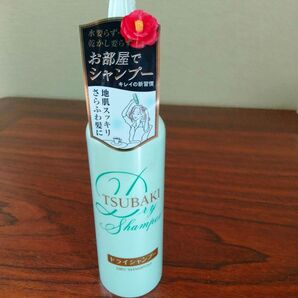 水要らず
乾かし要らず
お部屋で
シャンプー
キレイの新習慣
地肌スッキリ
さらふわ髪に
Dry
TSUBAKI
Shampoo
ドライシャンプー